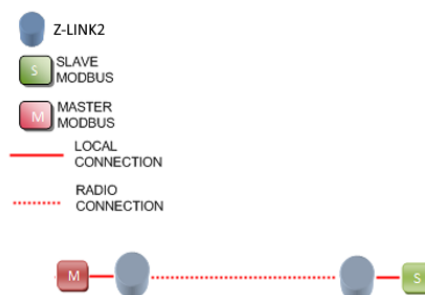 Z-LINK2
S
SLAVE
MODBUS
M
MASTER
MODBUS
LOCAL
CONNECTION
RADIO
CONNECTION
M
S